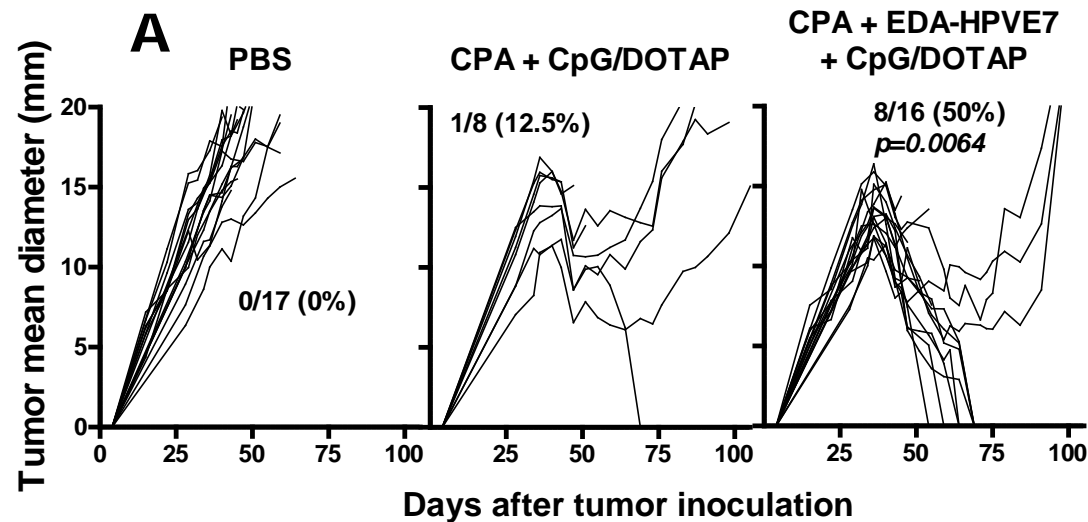 A
PBS
CPA + CpG/DOTAP
CPA + EDA-HPVE7
+ CpG/DOTAP
Tumor mean diameter (mm)
20
15
10
5
0
0/17 (0%)
1/8 (12.5%)
8/16 (50%)
p=0.0064
0 25 50 75 100
25 50 75 100
25 50 75 100
Days after tumor inoculation